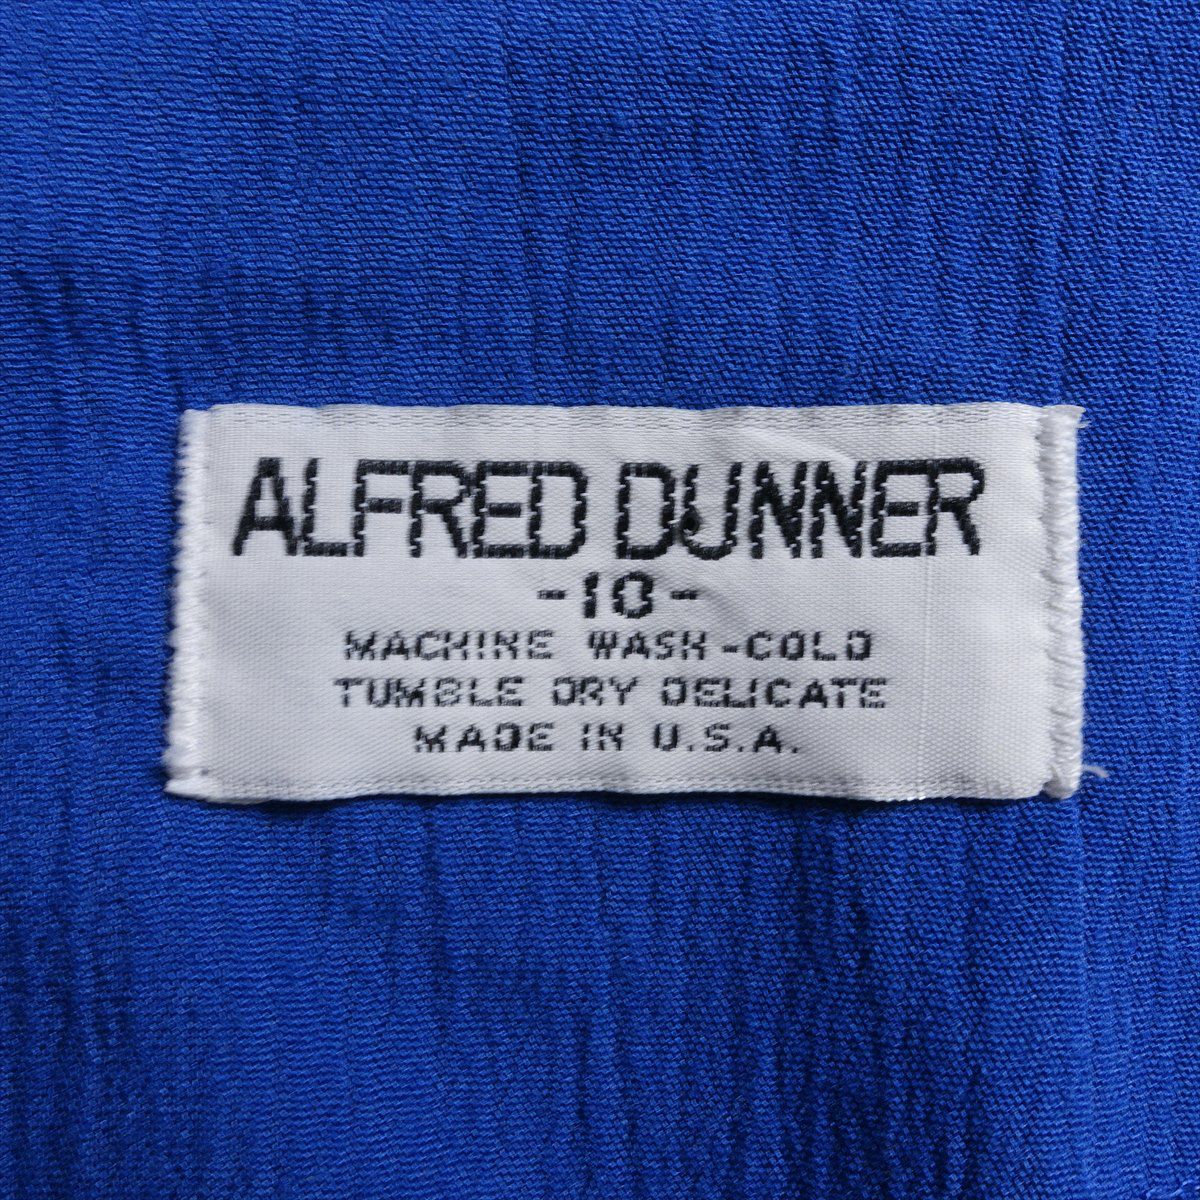 ALFRED DUNNER
-10-
MACHINE WASH-COLD
TUMBLE DRY DELICATE
MADE IN U.S.A.